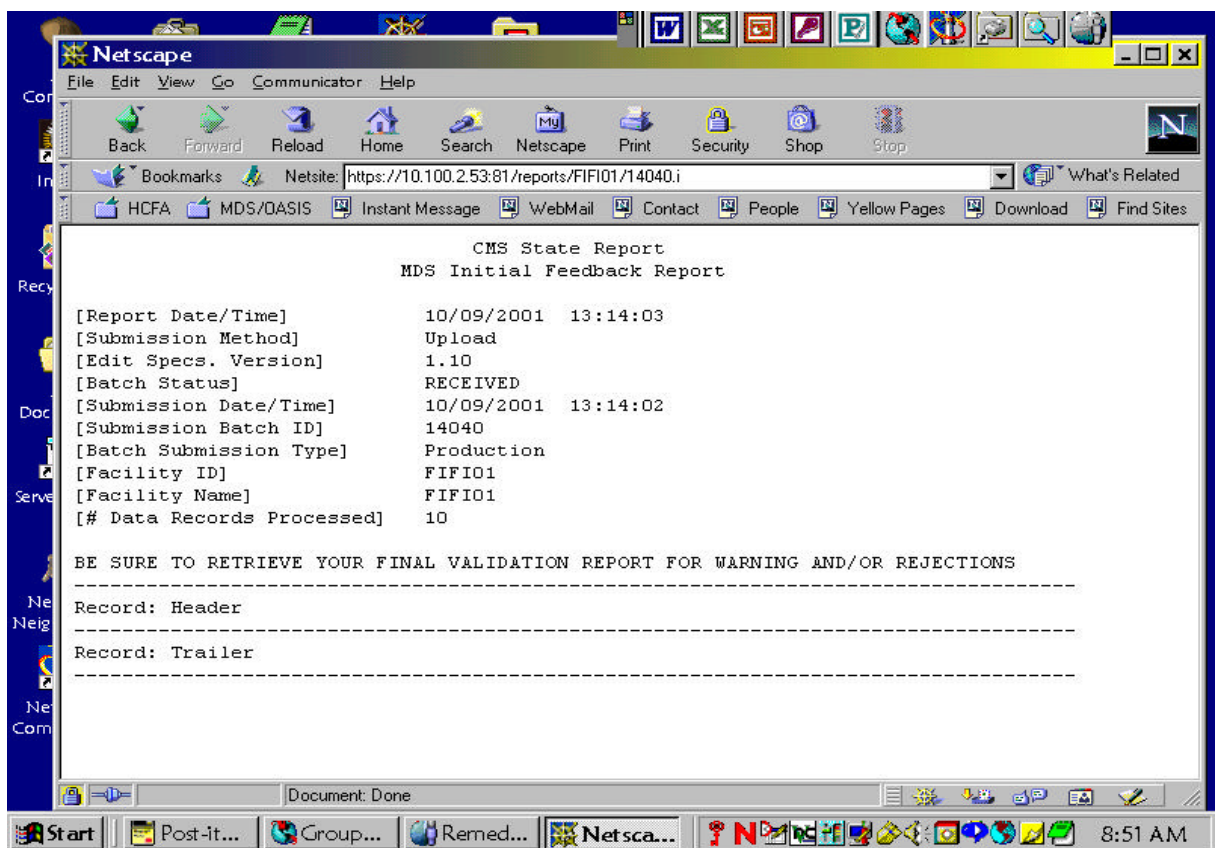 Netscape
File Edit View Go Communicator Help
Back Forward Reload Home Search Netscape Print Security Shop Stop
My
N
Bookmarks Netsite: https://10.100.2.53:81/reports/FIFI01/14040.i What's Related
HCFA MDS/OASIS Instant Message WebMail Contact People Yellow Pages Download Find Sites
CMS State Report
MDS Initial Feedback Report
[Report Date/Time] 10/09/2001 13:14:03
[Submission Method] Upload
[Edit Specs. Version] 1.10
[Batch Status] RECEIVED
[Submission Date/Time] 10/09/2001 13:14:02
[Submission Batch ID] 14040
[Batch Submission Type] Production
[Facility ID] FIFI01
[Facility Name] FIFI01
[# Data Records Processed] 10
BE SURE TO RETRIEVE YOUR FINAL VALIDATION REPORT FOR WARNING AND/OR REJECTIONS
Record: Header
Record: Trailer
Document: Done
Start Post-it... Group... Remed... Netsca... 8:51 AM